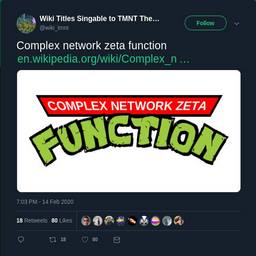 Wiki Titles Singable to TMNT The...
@wiki_tmnt
Follow
Complex network zeta function
en.wikipedia.org/wiki/Complex_n ...
COMPLEX NETWORK ZETA
FUNCTION
7:03 PM - 14 Feb 2020
18 Retweets 80 Likes
18
80